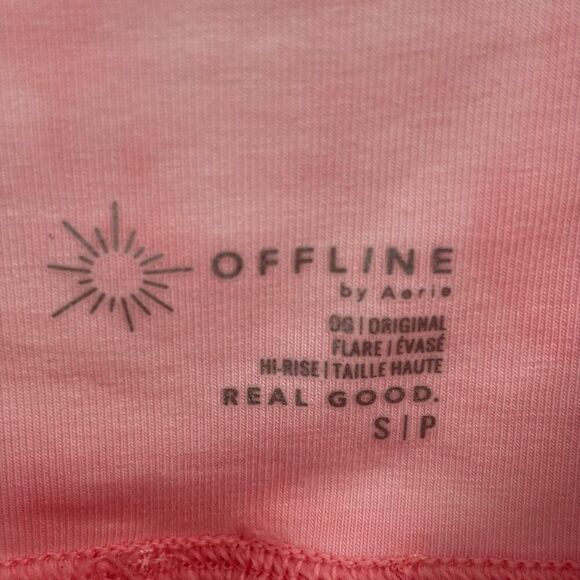 OFFLINE
by Aerie
OG | ORIGINAL
FLARE | ÉVASÉ
HI-RISE | TAILLE HAUTE
REAL GOOD.
S | P